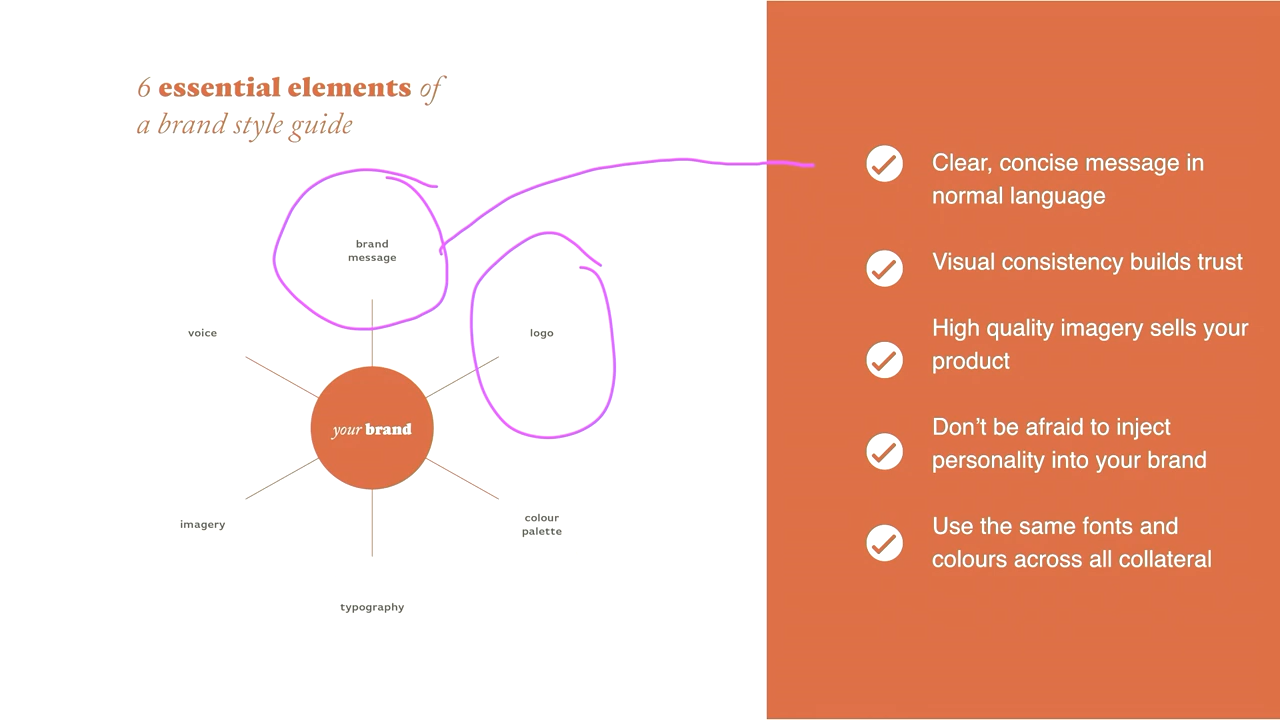 6 essential elements of
a brand style guide
brand
message
voice
logo
your brand
imagery
colour
palette
typography
Clear, concise message in
normal language
Visual consistency builds trust
High quality imagery sells your
product
Don’t be afraid to inject
personality into your brand
Use the same fonts and
colours across all collateral